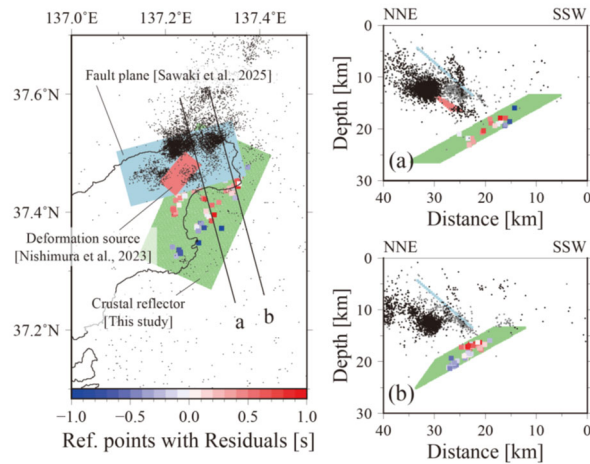 137.0° 137.2° 137.4°
37.6°
37.4°
37.2°
Fault plane [Sawaki et al., 2025]
Deformation source
[Nishimura et al., 2023]
Crustal reflector
[This study]
a
b
−1.0 −0.5 0.0 0.5 1.0
Ref. points with Residuals [s]
NNE SSW
Depth [km]
0
10
20
30
(a)
40 30 20 10 0
Distance [km]
NNE SSW
Depth [km]
0
10
20
30
(b)
40 30 20 10 0
Distance [km]